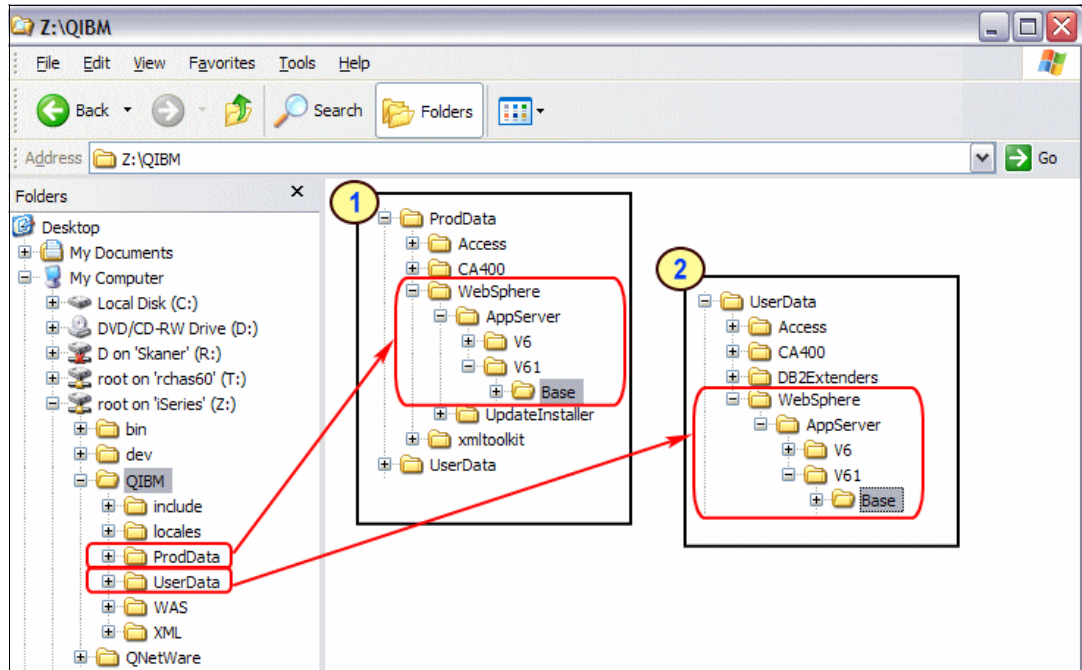 Z:\QIBM
File Edit View Favorites Tools Help
Back Search Folders
Address Z:\QIBM Go
Folders
Desktop
My Documents
My Computer
Local Disk (C:)
DVD/CD-RW Drive (D:)
D on 'Skaner' (R:)
root on 'rchas60' (T:)
root on 'iSeries' (Z:)
bin
dev
QIBM
include
locales
ProdData
UserData
WAS
XML
QNetWare
1
ProdData
Access
CA400
WebSphere
AppServer
V6
V61
Base
UpdateInstaller
xmltoolkit
UserData
2
UserData
Access
CA400
DB2Extenders
WebSphere
AppServer
V6
V61
Base